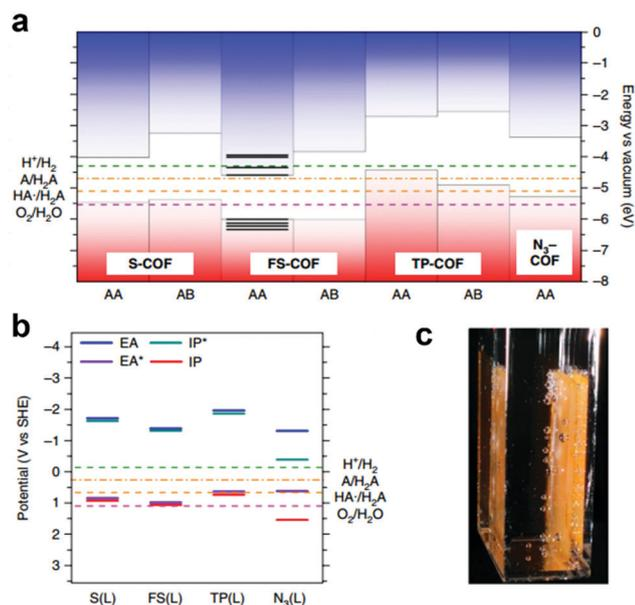 a
0
-1
-2
-3
-4
-5
-6
-7
-8
Energy vs vacuum (eV)
H⁺/H₂
A/H₂A
HA·/H₂A
O₂/H₂O
S-COF
FS-COF
TP-COF
N₃–
COF
AA
AB
AA
AB
AA
AB
AA
b
c
EA
IP*
EA*
IP
-4
-3
-2
-1
0
1
2
3
Potential (V vs SHE)
H⁺/H₂
A/H₂A
HA·/H₂A
O₂/H₂O
S(L)
FS(L)
TP(L)
N₃(L)